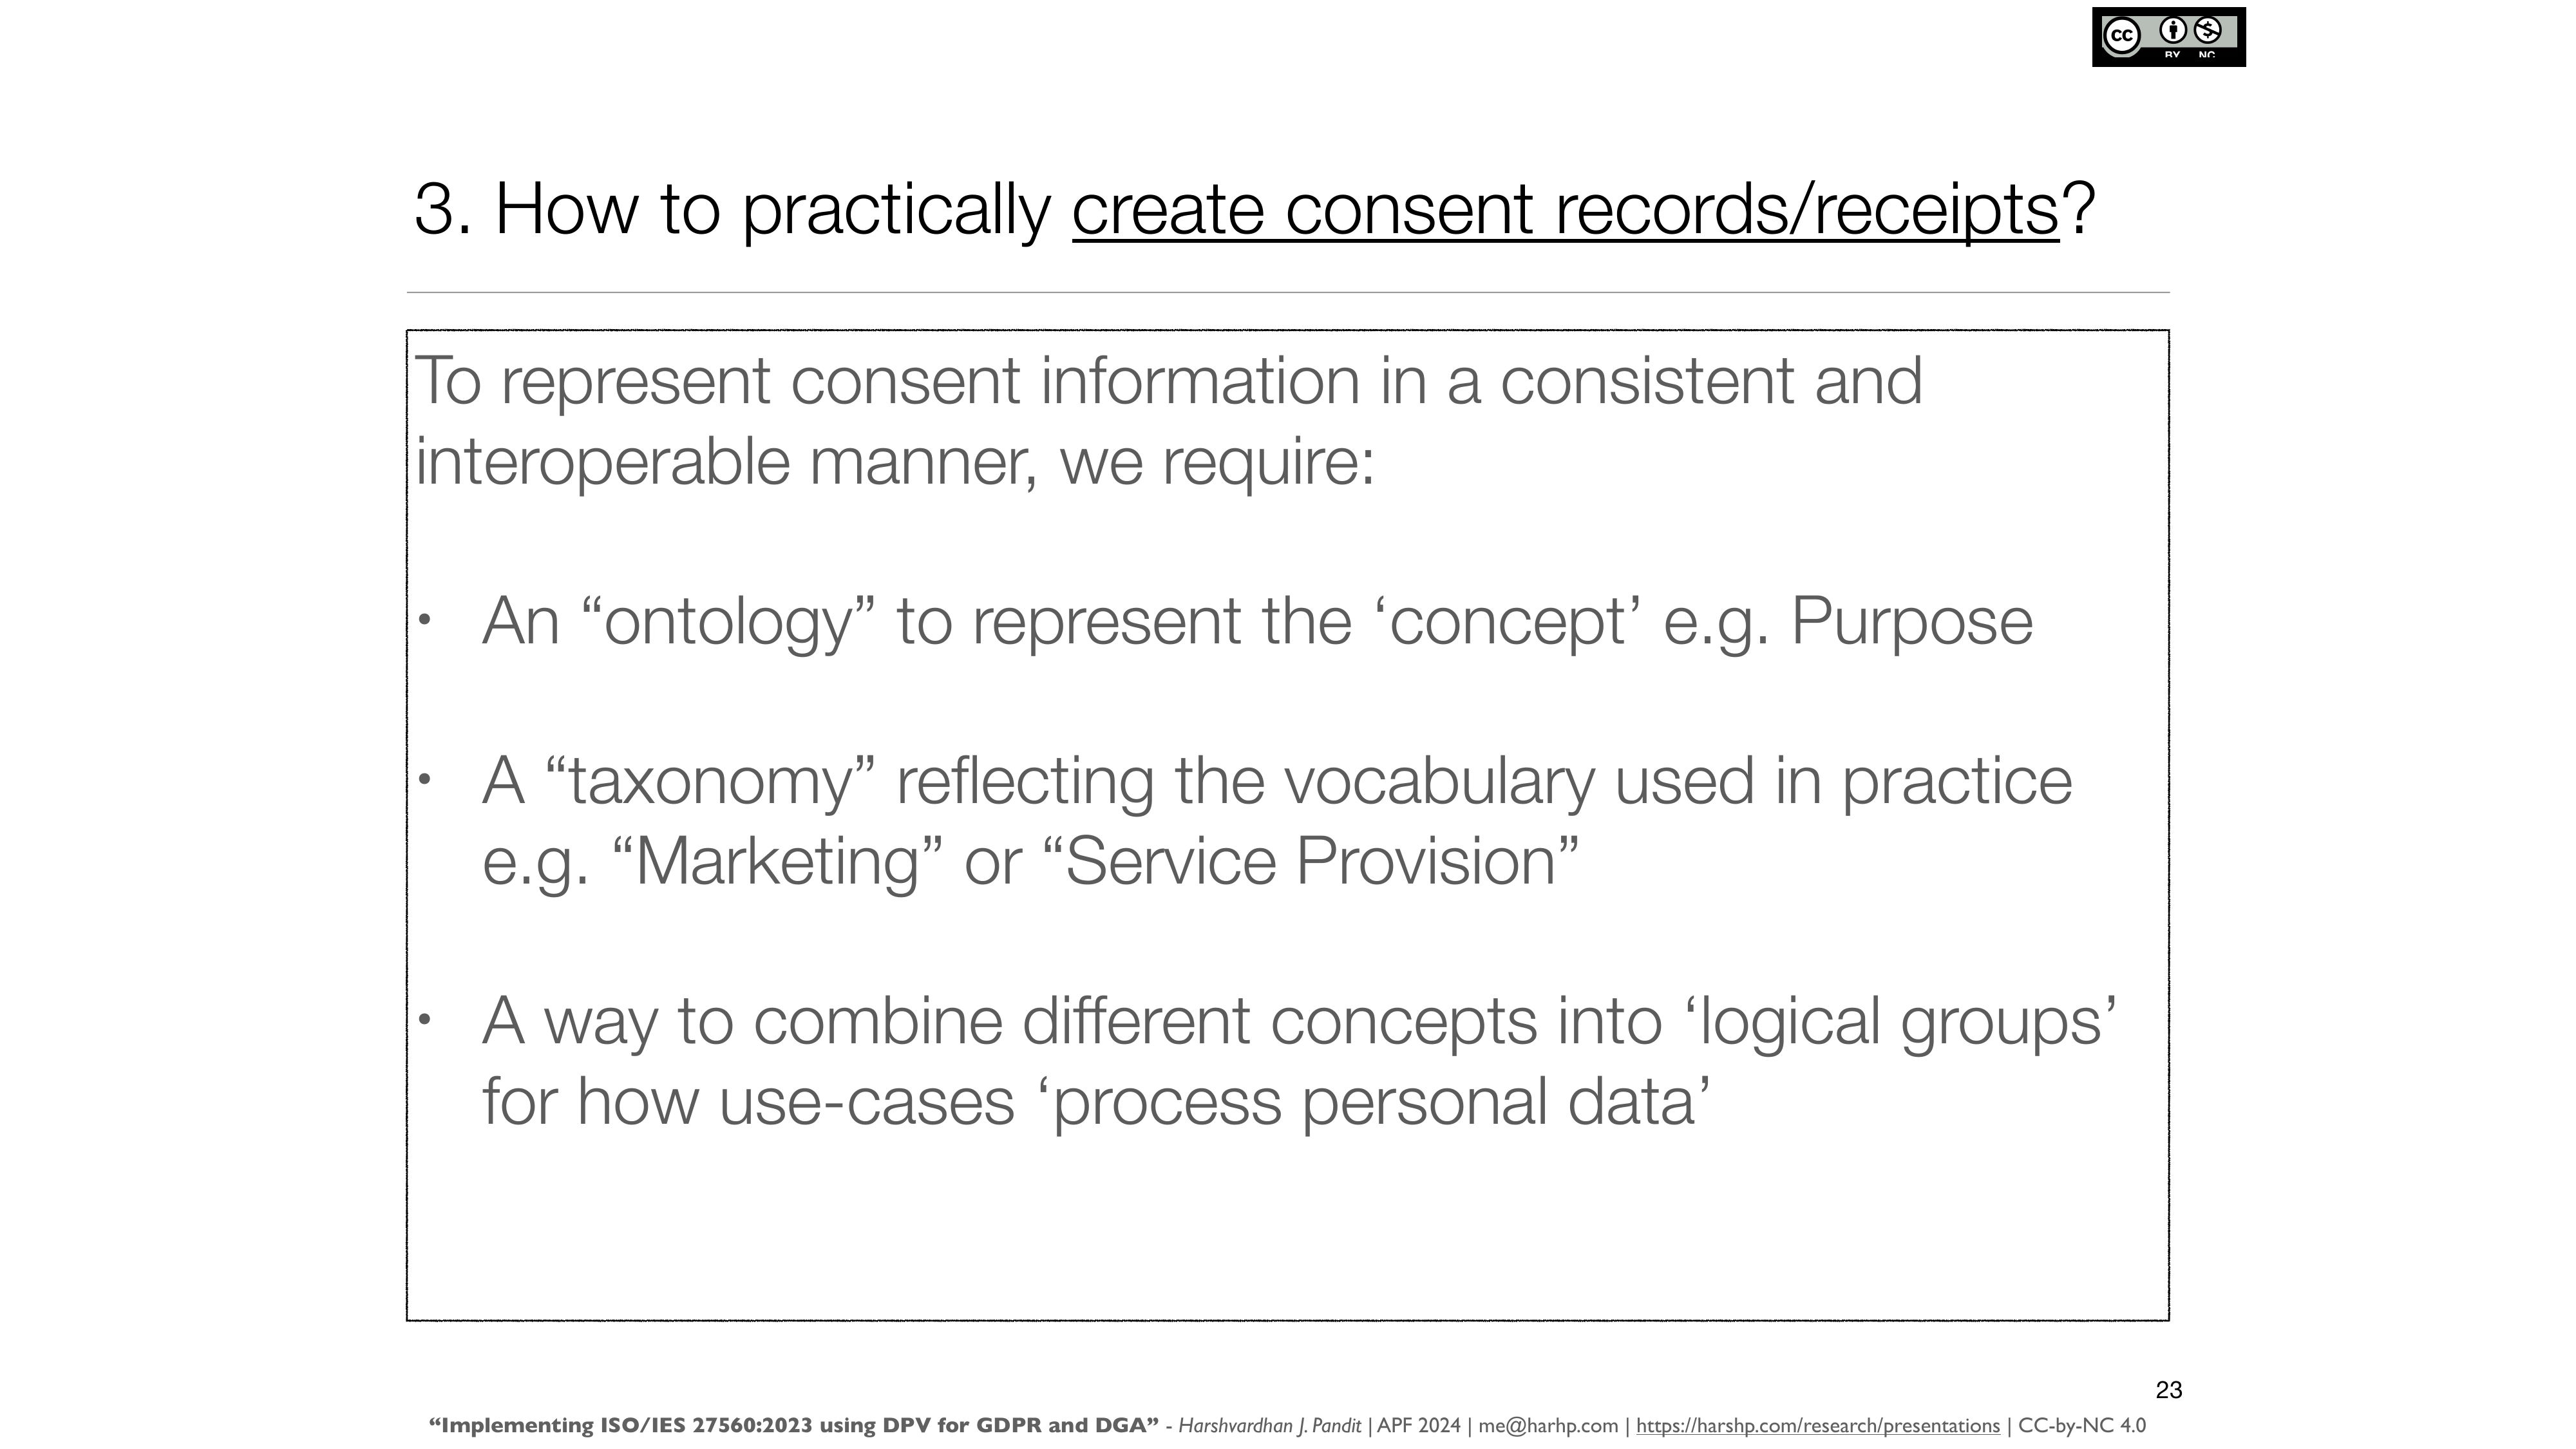 CC BY NC
3. How to practically create consent records/receipts?
To represent consent information in a consistent and
interoperable manner, we require:
• An “ontology” to represent the ‘concept’ e.g. Purpose
• A “taxonomy” reflecting the vocabulary used in practice
e.g. “Marketing” or “Service Provision”
• A way to combine different concepts into ‘logical groups’
for how use-cases ‘process personal data’
23
“Implementing ISO/IES 27560:2023 using DPV for GDPR and DGA” - Harshvardhan J. Pandit | APF 2024 | me@harhp.com | https://harshp.com/research/presentations | CC-by-NC 4.0